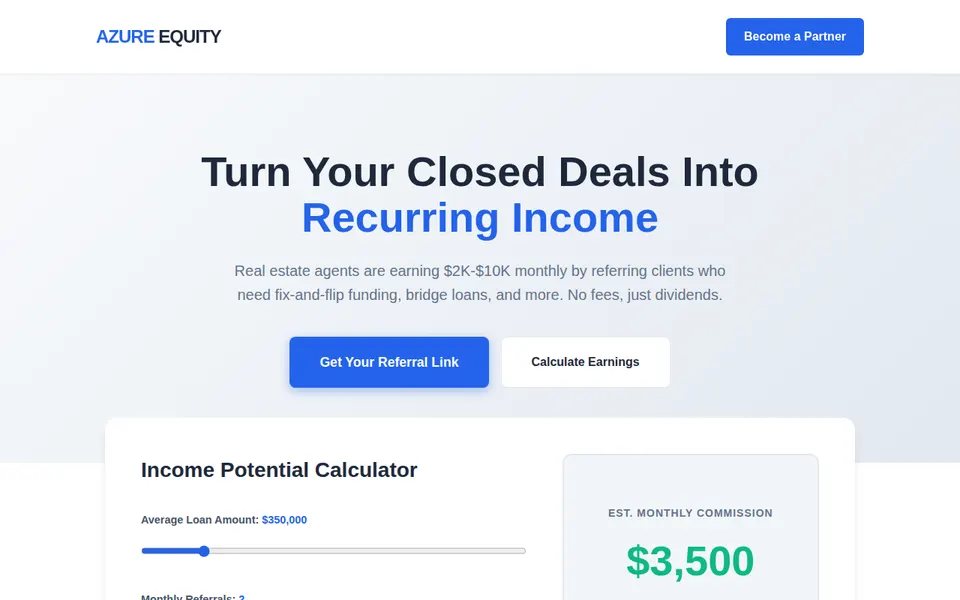 AZURE EQUITY
Become a Partner
Turn Your Closed Deals Into
Recurring Income
Real estate agents are earning $2K-$10K monthly by referring clients who
need fix-and-flip funding, bridge loans, and more. No fees, just dividends.
Get Your Referral Link
Calculate Earnings
Income Potential Calculator
Average Loan Amount: $350,000
EST. MONTHLY COMMISSION
$3,500
Monthly Referrals: